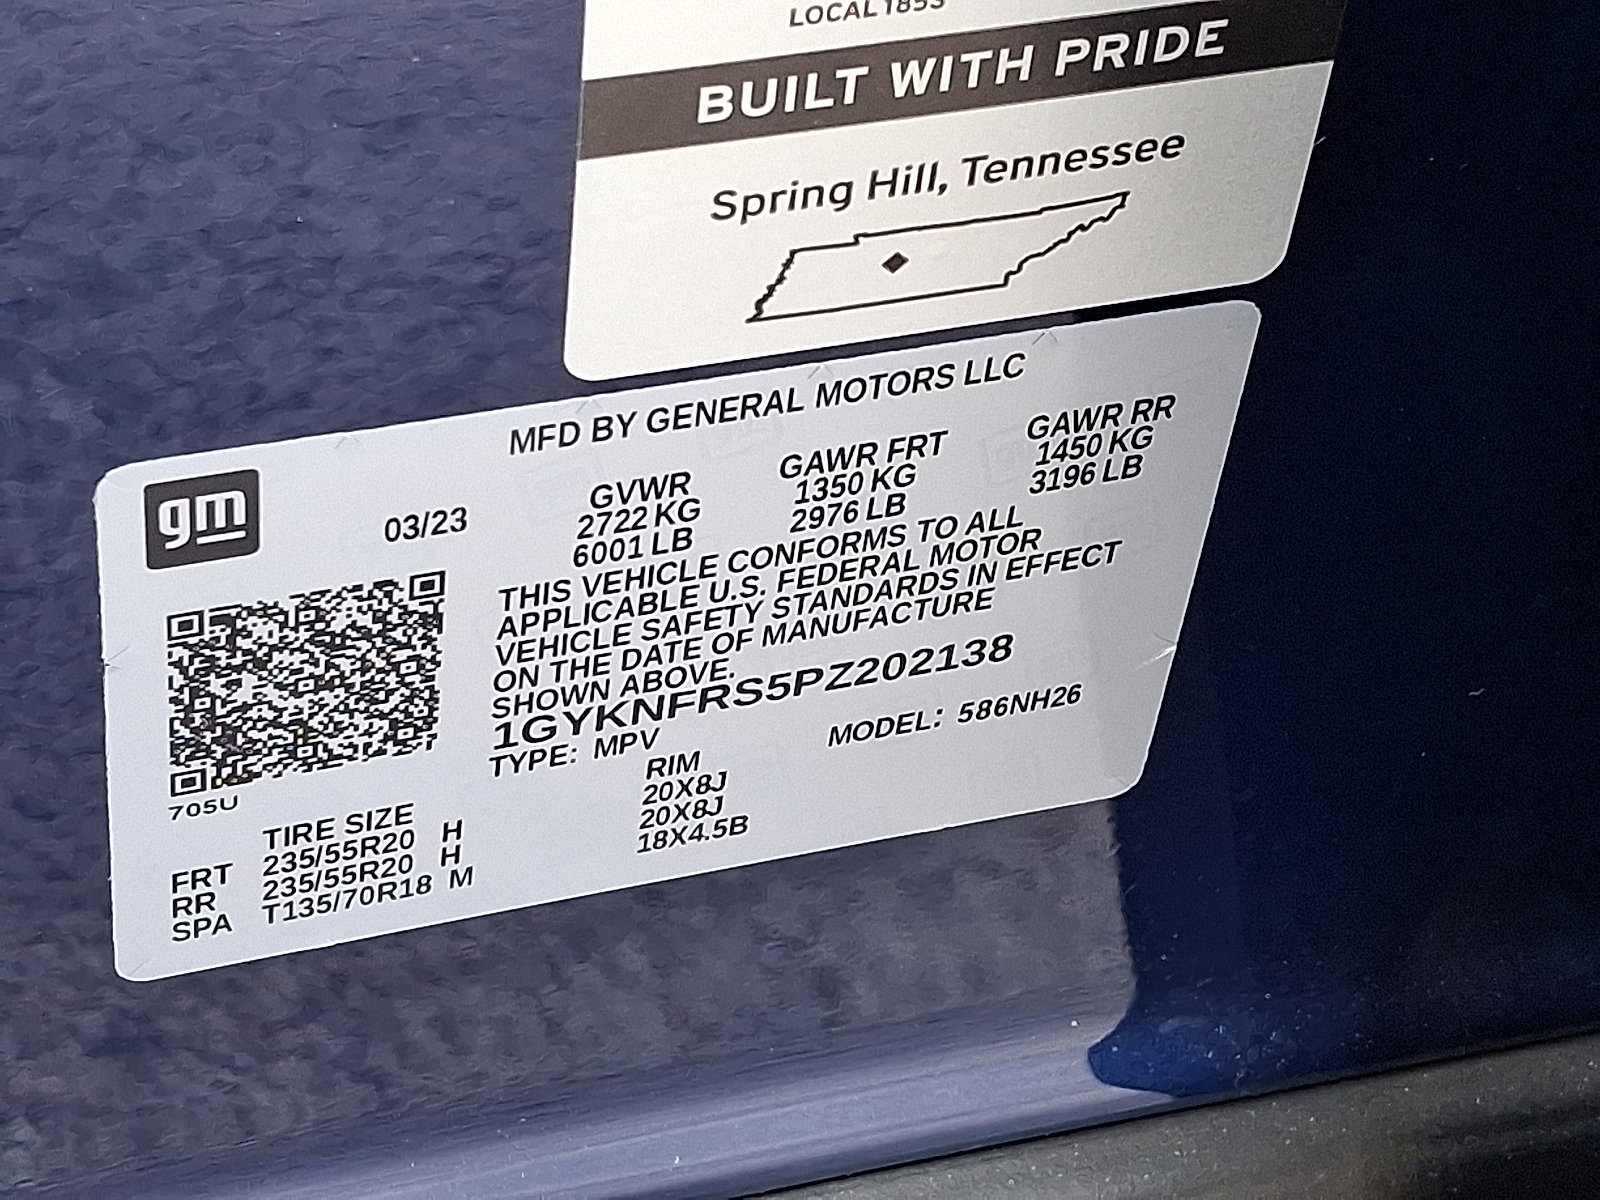 LOCAL 1853
BUILT WITH PRIDE
Spring Hill, Tennessee
MFD BY GENERAL MOTORS LLC
gm
03/23
GVWR
2722 KG
6001 LB
GAWR FRT
1350 KG
2976 LB
GAWR RR
1450 KG
3196 LB
THIS VEHICLE CONFORMS TO ALL
APPLICABLE U.S. FEDERAL MOTOR
VEHICLE SAFETY STANDARDS IN EFFECT
ON THE DATE OF MANUFACTURE
SHOWN ABOVE.
1GYKNFRS5PZ202138
TYPE: MPV MODEL: 586NH26
705U
TIRE SIZE RIM
FRT 235/55R20 H 20X8J
RR 235/55R20 H 20X8J
SPA T135/70R18 M 18X4.5B